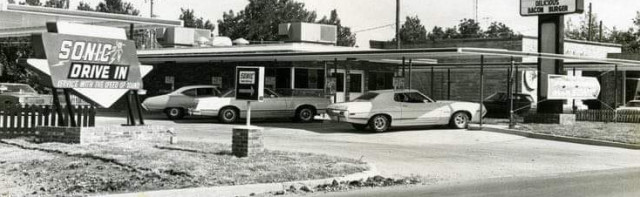 DELICIOUS
BACON BURGER
SONIC
DRIVE IN
SERVICE WITH THE SPEED OF SOUND
SONIC